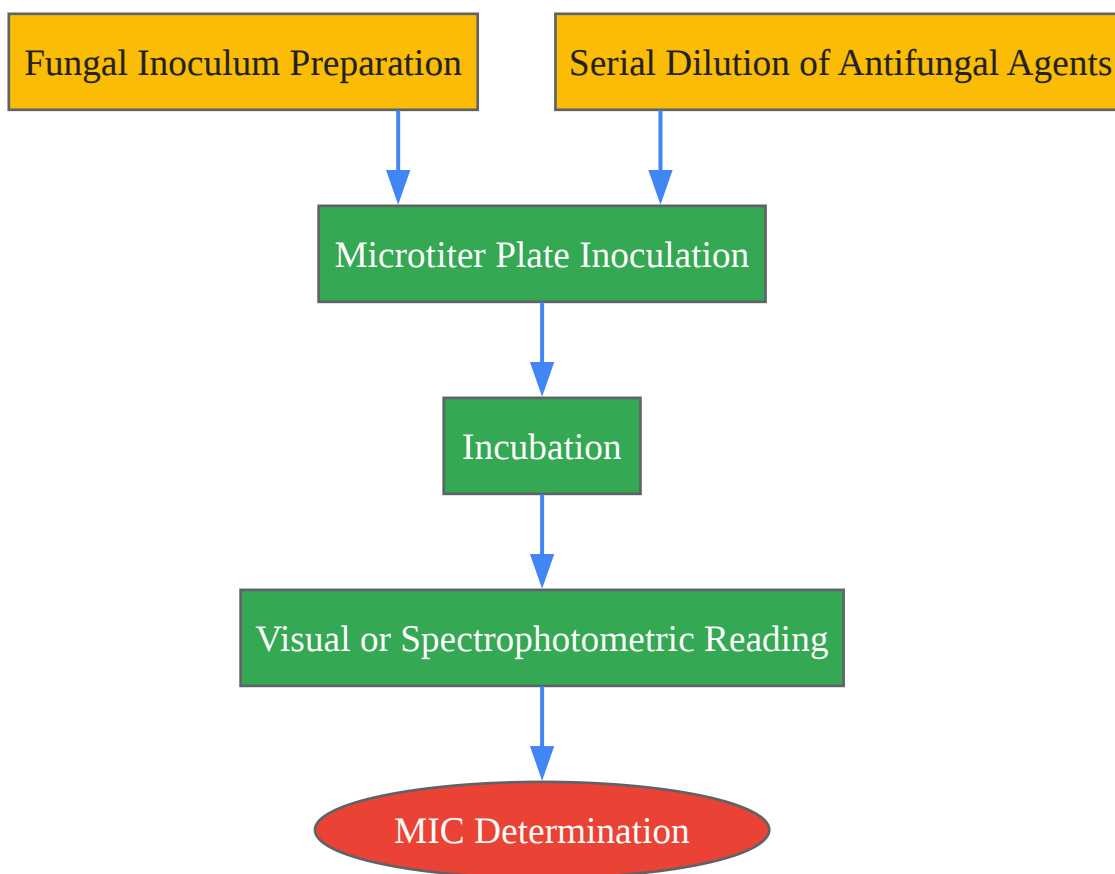 Fungal Inoculum Preparation
Serial Dilution of Antifungal Agents
Microtiter Plate Inoculation
Incubation
Visual or Spectrophotometric Reading
MIC Determination